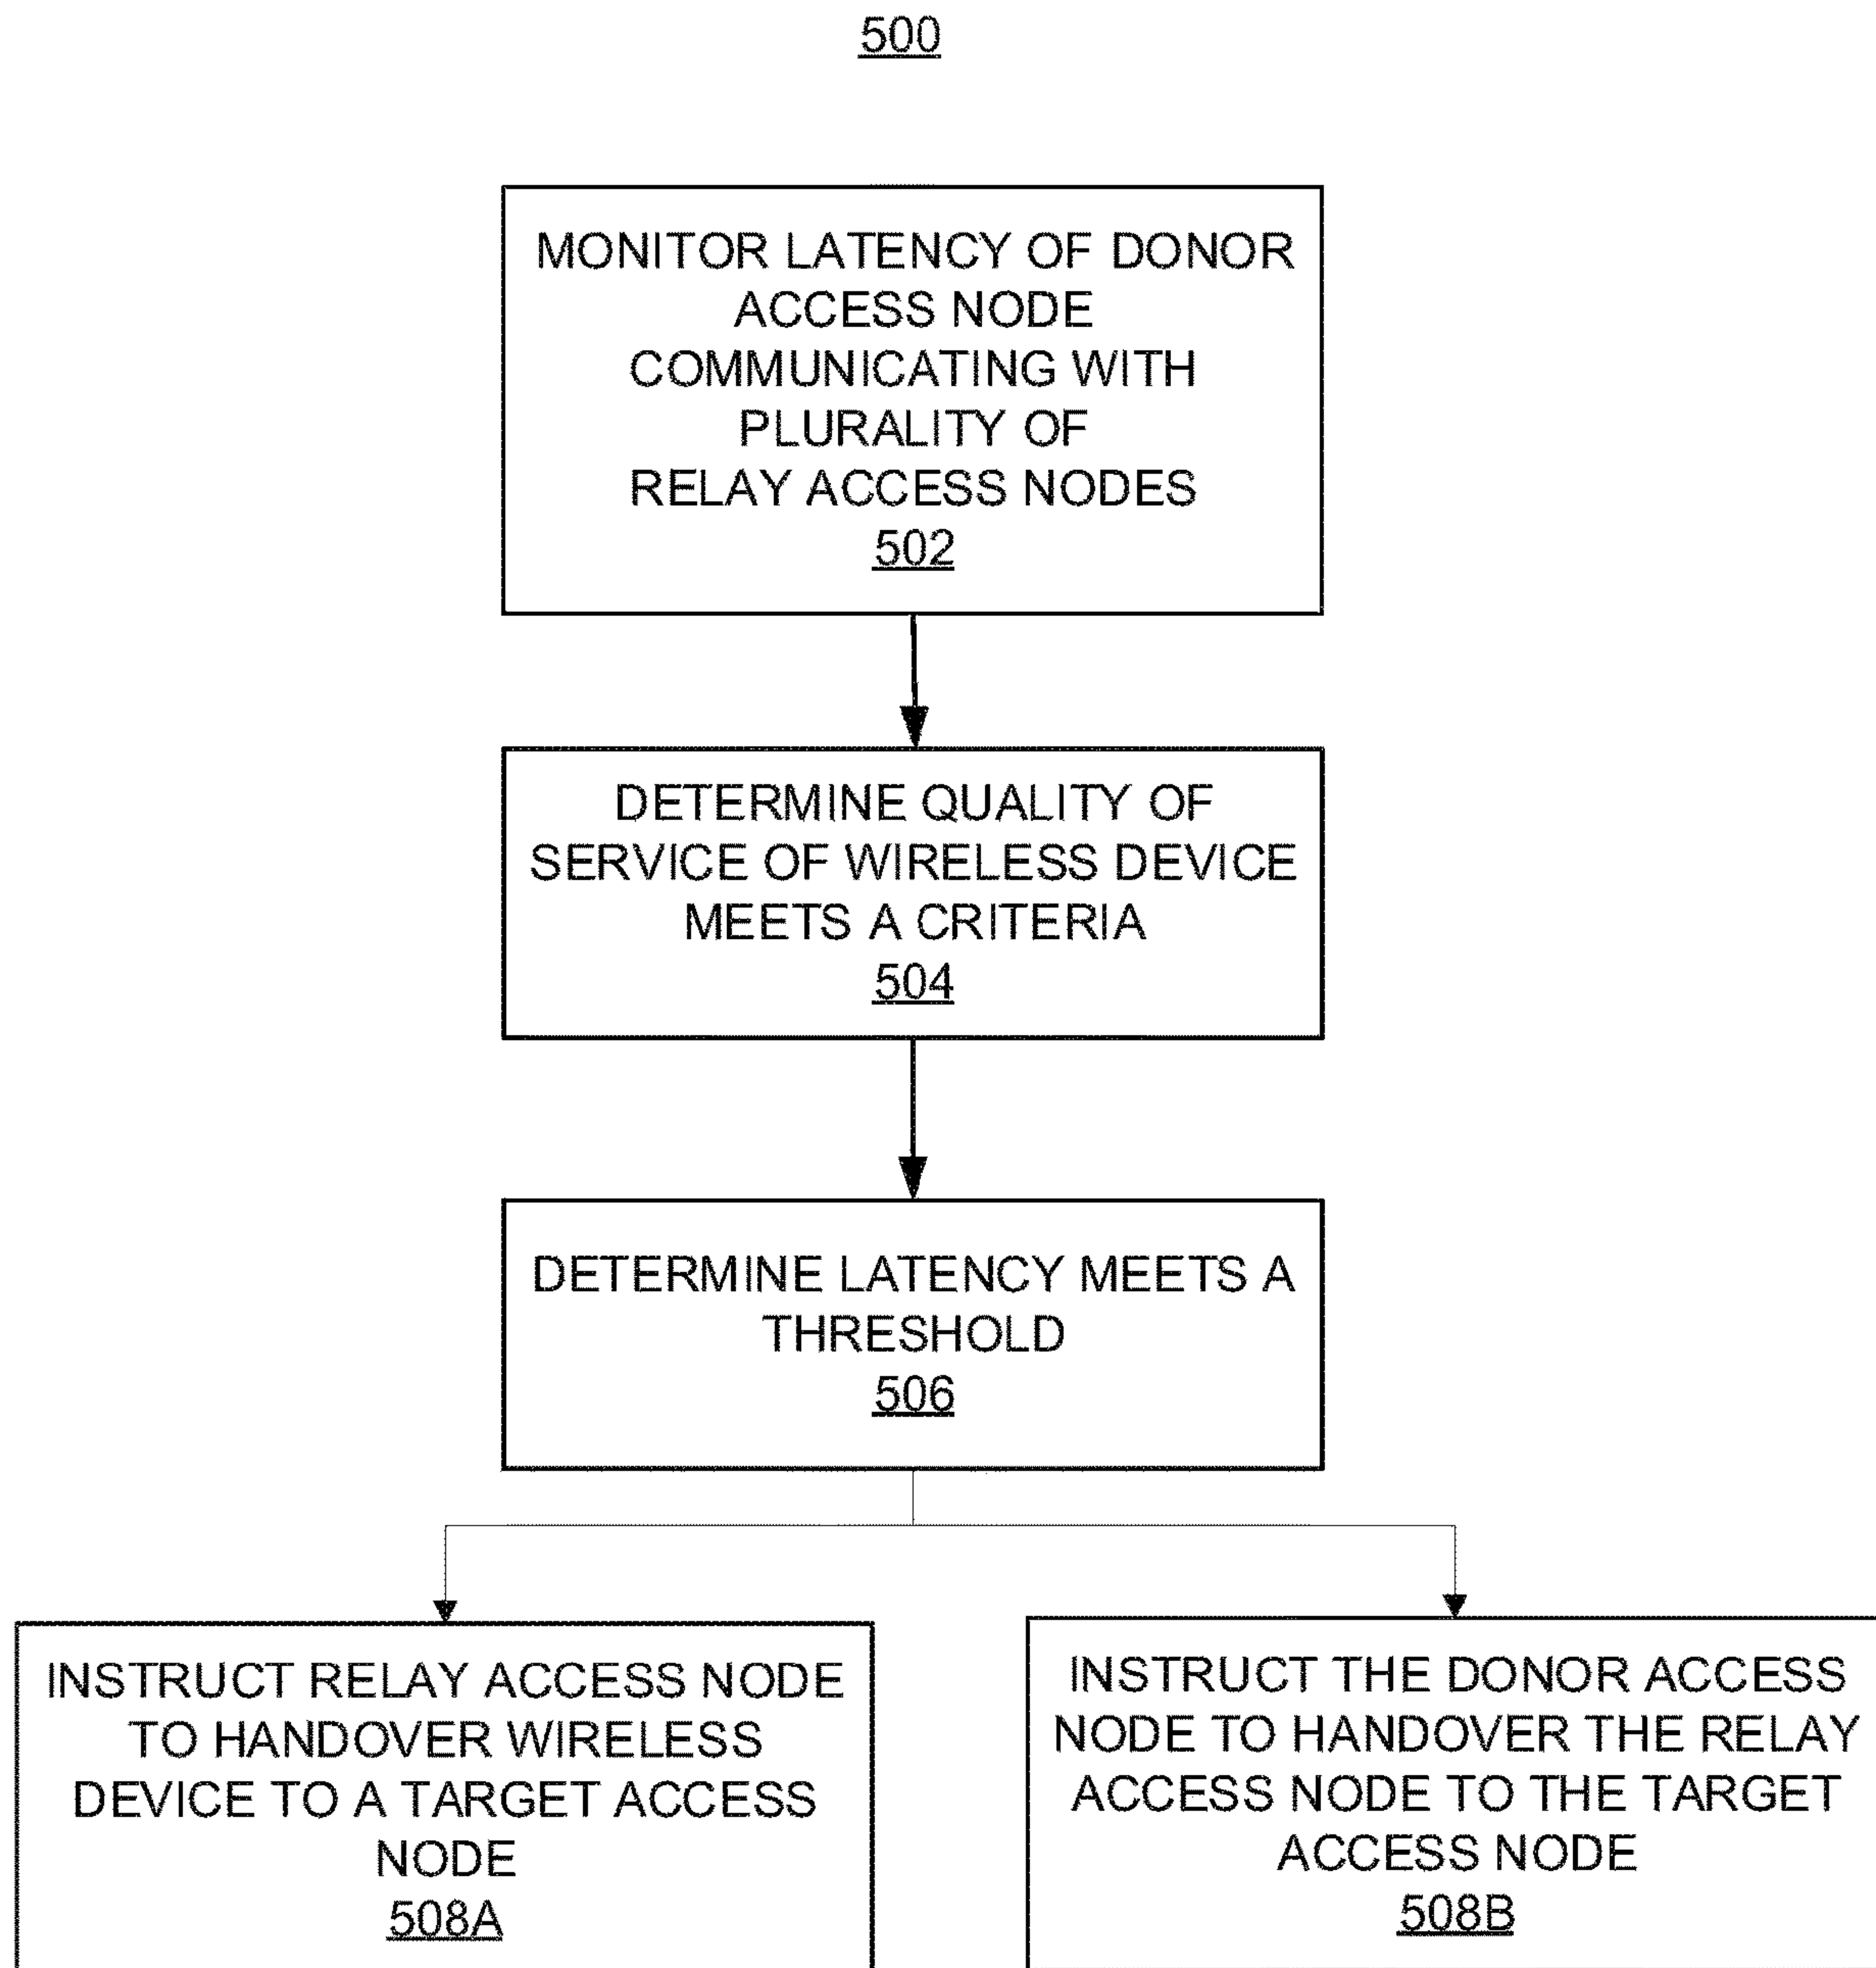 500
MONITOR LATENCY OF DONOR
ACCESS NODE
COMMUNICATING WITH
PLURALITY OF
RELAY ACCESS NODES
502
DETERMINE QUALITY OF
SERVICE OF WIRELESS DEVICE
MEETS A CRITERIA
504
DETERMINE LATENCY MEETS A
THRESHOLD
506
INSTRUCT RELAY ACCESS NODE
TO HANDOVER WIRELESS
DEVICE TO A TARGET ACCESS
NODE
508A
INSTRUCT THE DONOR ACCESS
NODE TO HANDOVER THE RELAY
ACCESS NODE TO THE TARGET
ACCESS NODE
508B